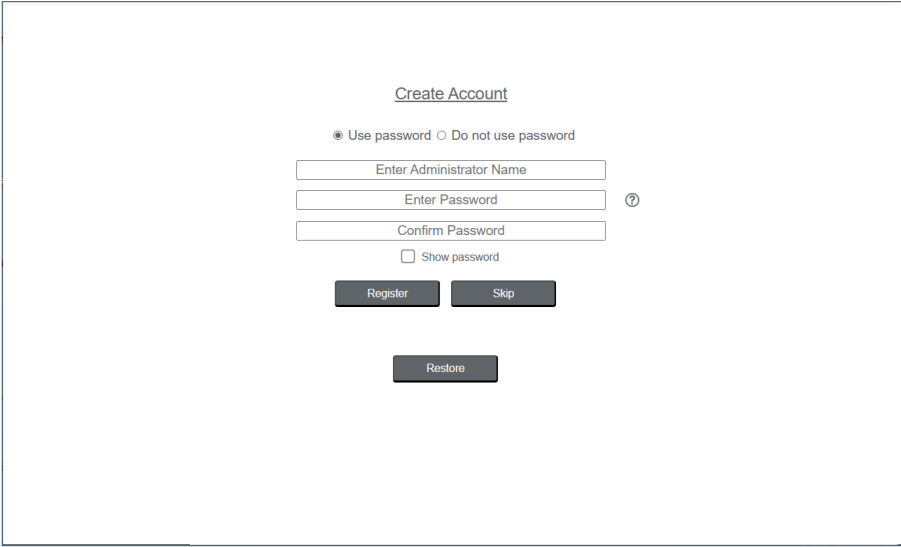 Create Account
Use password Do not use password
Enter Administrator Name
Enter Password ?
Confirm Password
Show password
Register Skip
Restore